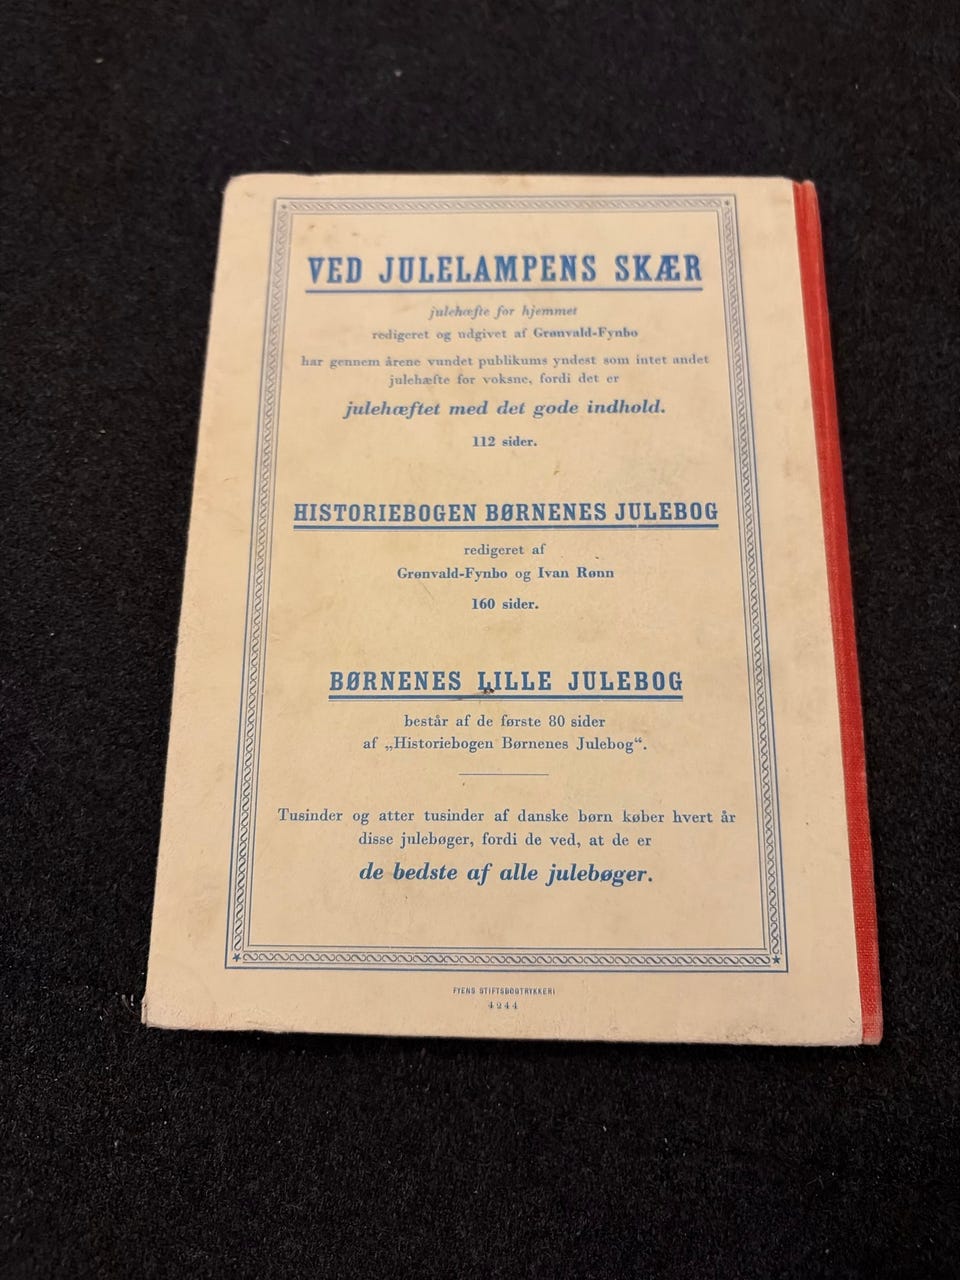 VED JULELAMPENS SKÆR
julehæfte for hjemmet
redigeret og udgivet af Grønvald-Fynbo
har gennem årene vundet publikums yndest som intet andet
julehæfte for voksne, fordi det er
julehæftet med det gode indhold.
112 sider.
HISTORIEBOGEN BØRNENES JULEBOG
redigeret af
Grønvald-Fynbo og Ivan Rønn
160 sider.
BØRNENES LILLE JULEBOG
består af de første 80 sider
af „Historiebogen Børnenes Julebog“.
Tusinder og atter tusinder af danske børn køber hvert år
disse julebøger, fordi de ved, at de er
de bedste af alle julebøger.
FYENS STIFTSBOGTRYKKERI
4244